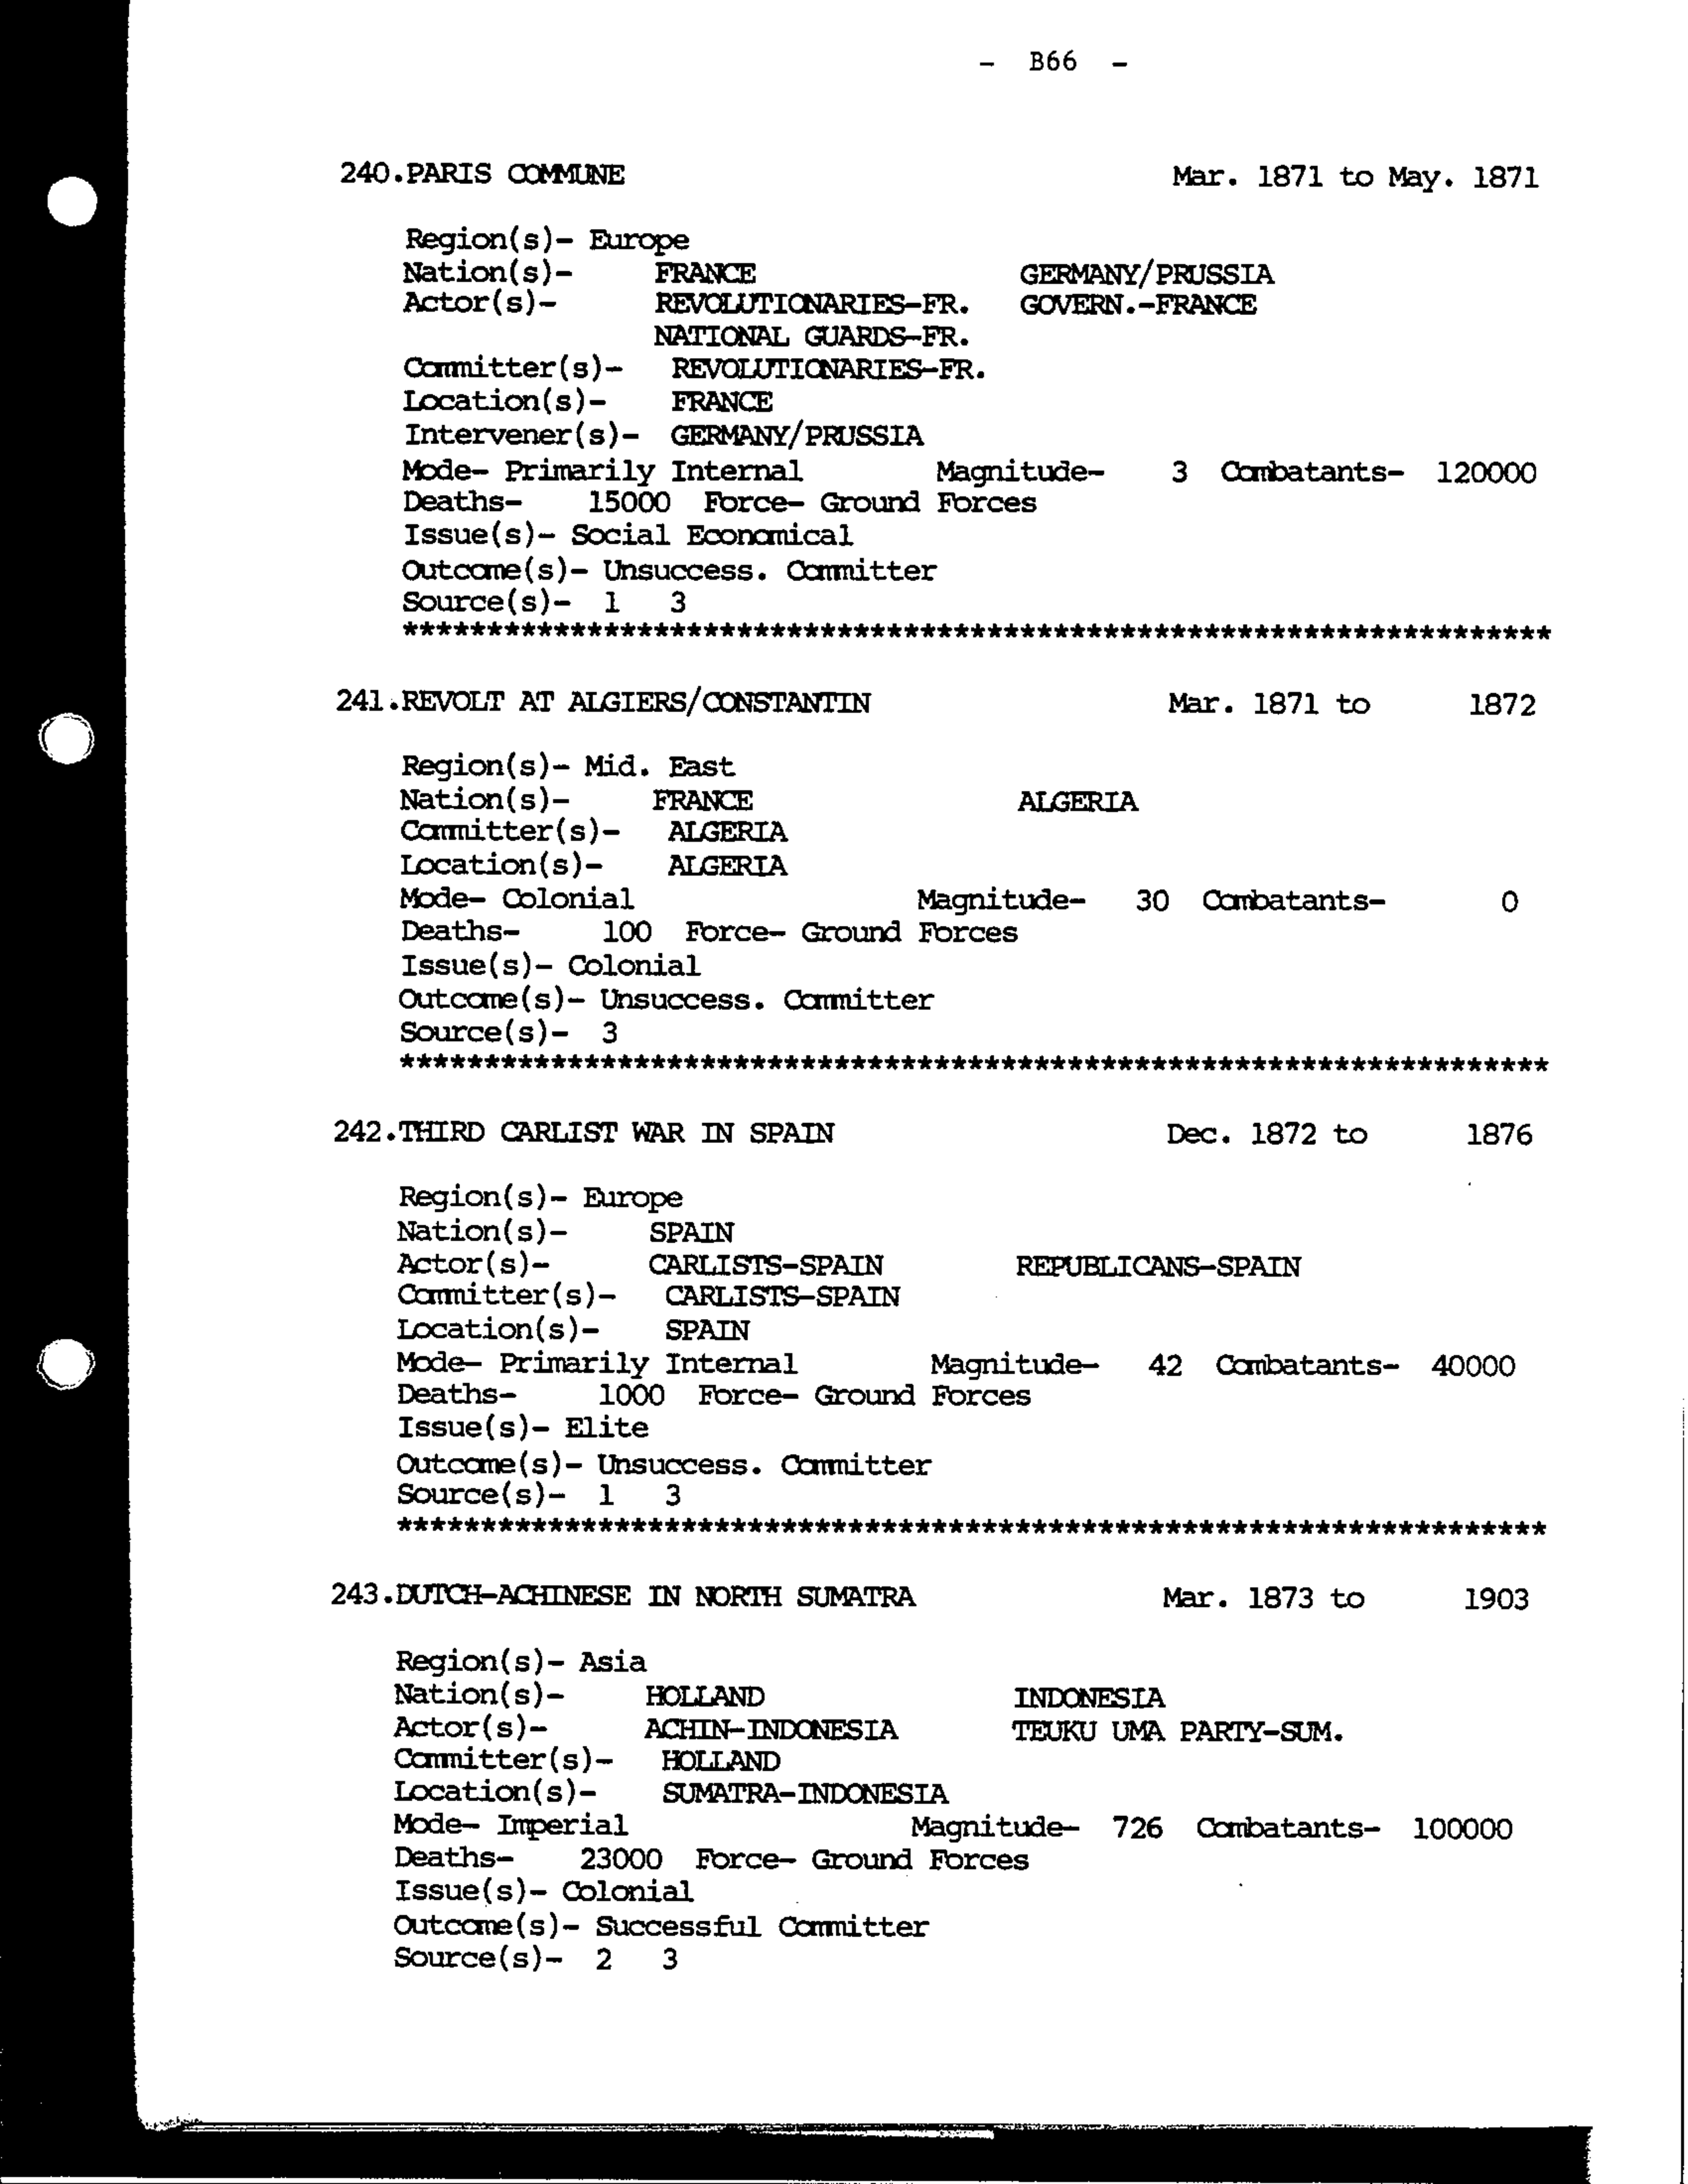 - B66 -
240.PARIS COMMUNE Mar. 1871 to May. 1871
Region(s)- Europe
Nation(s)- FRANCE GERMANY/PRUSSIA
Actor(s)- REVOLUTIONARIES-FR. GOVERN.-FRANCE
NATIONAL GUARDS-FR.
Committer(s)- REVOLUTIONARIES-FR.
Location(s)- FRANCE
Intervener(s)- GERMANY/PRUSSIA
Mode- Primarily Internal Magnitude- 3 Combatants- 120000
Deaths- 15000 Force- Ground Forces
Issue(s)- Social Economical
Outcome(s)- Unsuccess. Committer
Source(s)- 1 3
*********************************************************************
241.REVOLT AT ALGIERS/CONSTANTIN Mar. 1871 to 1872
Region(s)- Mid. East
Nation(s)- FRANCE ALGERIA
Committer(s)- ALGERIA
Location(s)- ALGERIA
Mode- Colonial Magnitude- 30 Combatants- 0
Deaths- 100 Force- Ground Forces
Issue(s)- Colonial
Outcome(s)- Unsuccess. Committer
Source(s)- 3
*********************************************************************
242.THIRD CARLIST WAR IN SPAIN Dec. 1872 to 1876
Region(s)- Europe
Nation(s)- SPAIN
Actor(s)- CARLISTS-SPAIN REPUBLICANS-SPAIN
Committer(s)- CARLISTS-SPAIN
Location(s)- SPAIN
Mode- Primarily Internal Magnitude- 42 Combatants- 40000
Deaths- 1000 Force- Ground Forces
Issue(s)- Elite
Outcome(s)- Unsuccess. Committer
Source(s)- 1 3
*********************************************************************
243.DUTCH-ACHINESE IN NORTH SUMATRA Mar. 1873 to 1903
Region(s)- Asia
Nation(s)- HOLLAND INDONESIA
Actor(s)- ACHIN-INDONESIA TEUKU UMA PARTY-SUM.
Committer(s)- HOLLAND
Location(s)- SUMATRA-INDONESIA
Mode- Imperial Magnitude- 726 Combatants- 100000
Deaths- 23000 Force- Ground Forces
Issue(s)- Colonial
Outcome(s)- Successful Committer
Source(s)- 2 3